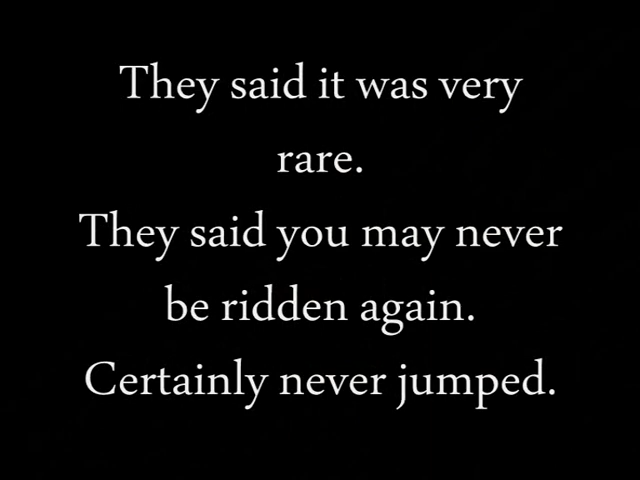 They said it was very
rare.
They said you may never
be ridden again.
Certainly never jumped.